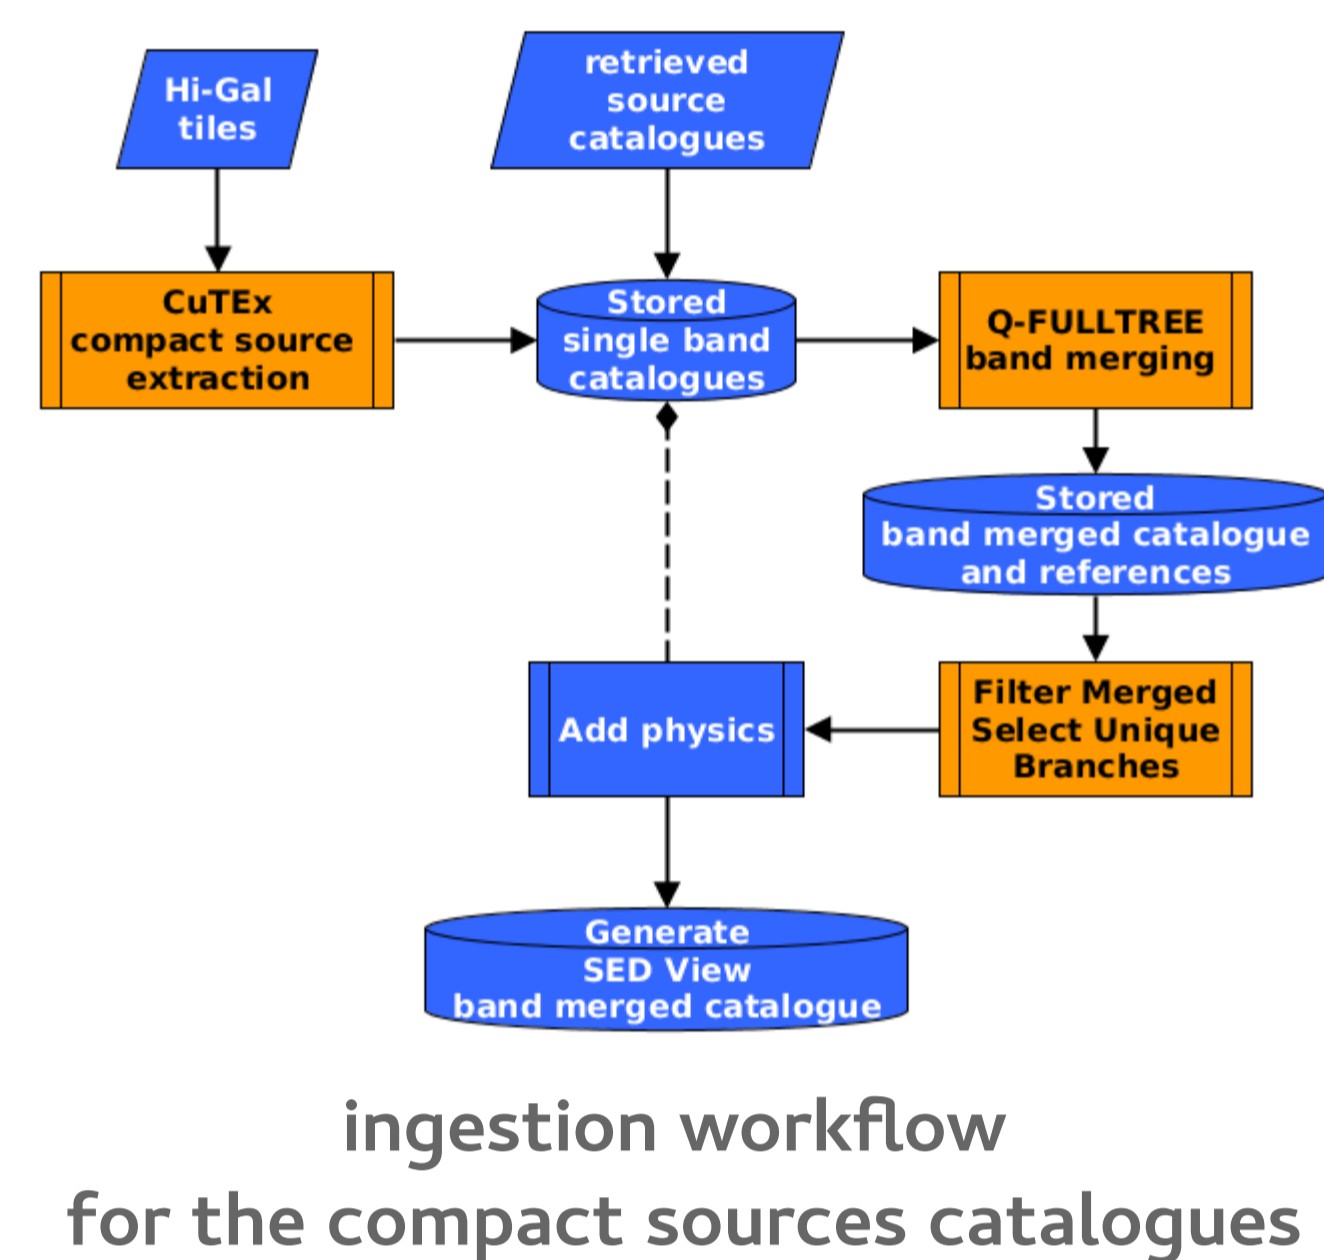 Hi-Gal
tiles
retrieved
source
catalogues
CuTEx
compact source
extraction
Stored
single band
catalogues
Q-FULLTREE
band merging
Stored
band merged catalogue
and references
Add physics
Filter Merged
Select Unique
Branches
Generate
SED View
band merged catalogue
ingestion workflow
for the compact sources catalogues